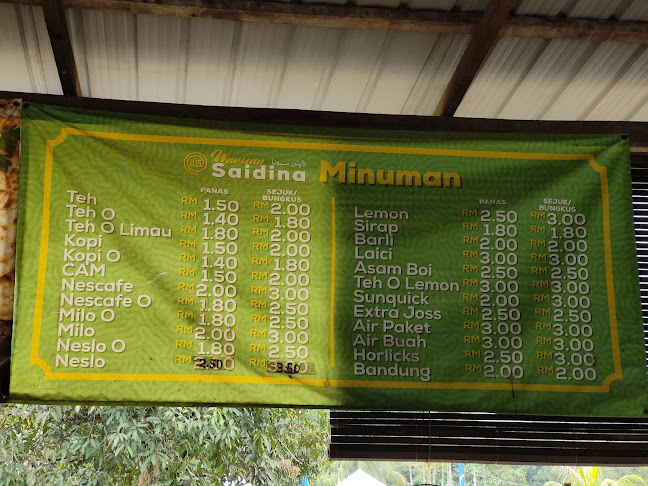 Warisan
Saidina Minuman
PANAS SEJUK/BUNGKUS
Teh RM 1.50 RM 2.00
Teh O RM 1.40 RM 1.80
Teh O Limau RM 1.80 RM 2.00
Kopi RM 1.50 RM 2.00
Kopi O RM 1.40 RM 1.80
CAM RM 1.50 RM 2.00
Nescafe RM 2.00 RM 3.00
Nescafe O RM 1.80 RM 2.50
Milo O RM 1.80 RM 2.50
Milo RM 2.00 RM 3.00
Neslo O RM 1.80 RM 2.50
Neslo RM 2.50 RM 3.50
PANAS SEJUK/BUNGKUS
Lemon RM 2.50 RM 3.00
Sirap RM 1.80 RM 1.80
Barli RM 2.00 RM 2.00
Laici RM 3.00 RM 3.00
Asam Boi RM 2.50 RM 2.50
Teh O Lemon RM 3.00 RM 3.00
Sunquick RM 2.00 RM 3.00
Extra Joss RM 3.00 RM 2.50
Air Paket RM 3.00 RM 3.00
Air Buah RM 3.00 RM 3.00
Horlicks RM 2.50 RM 3.00
Bandung RM 2.00 RM 2.00